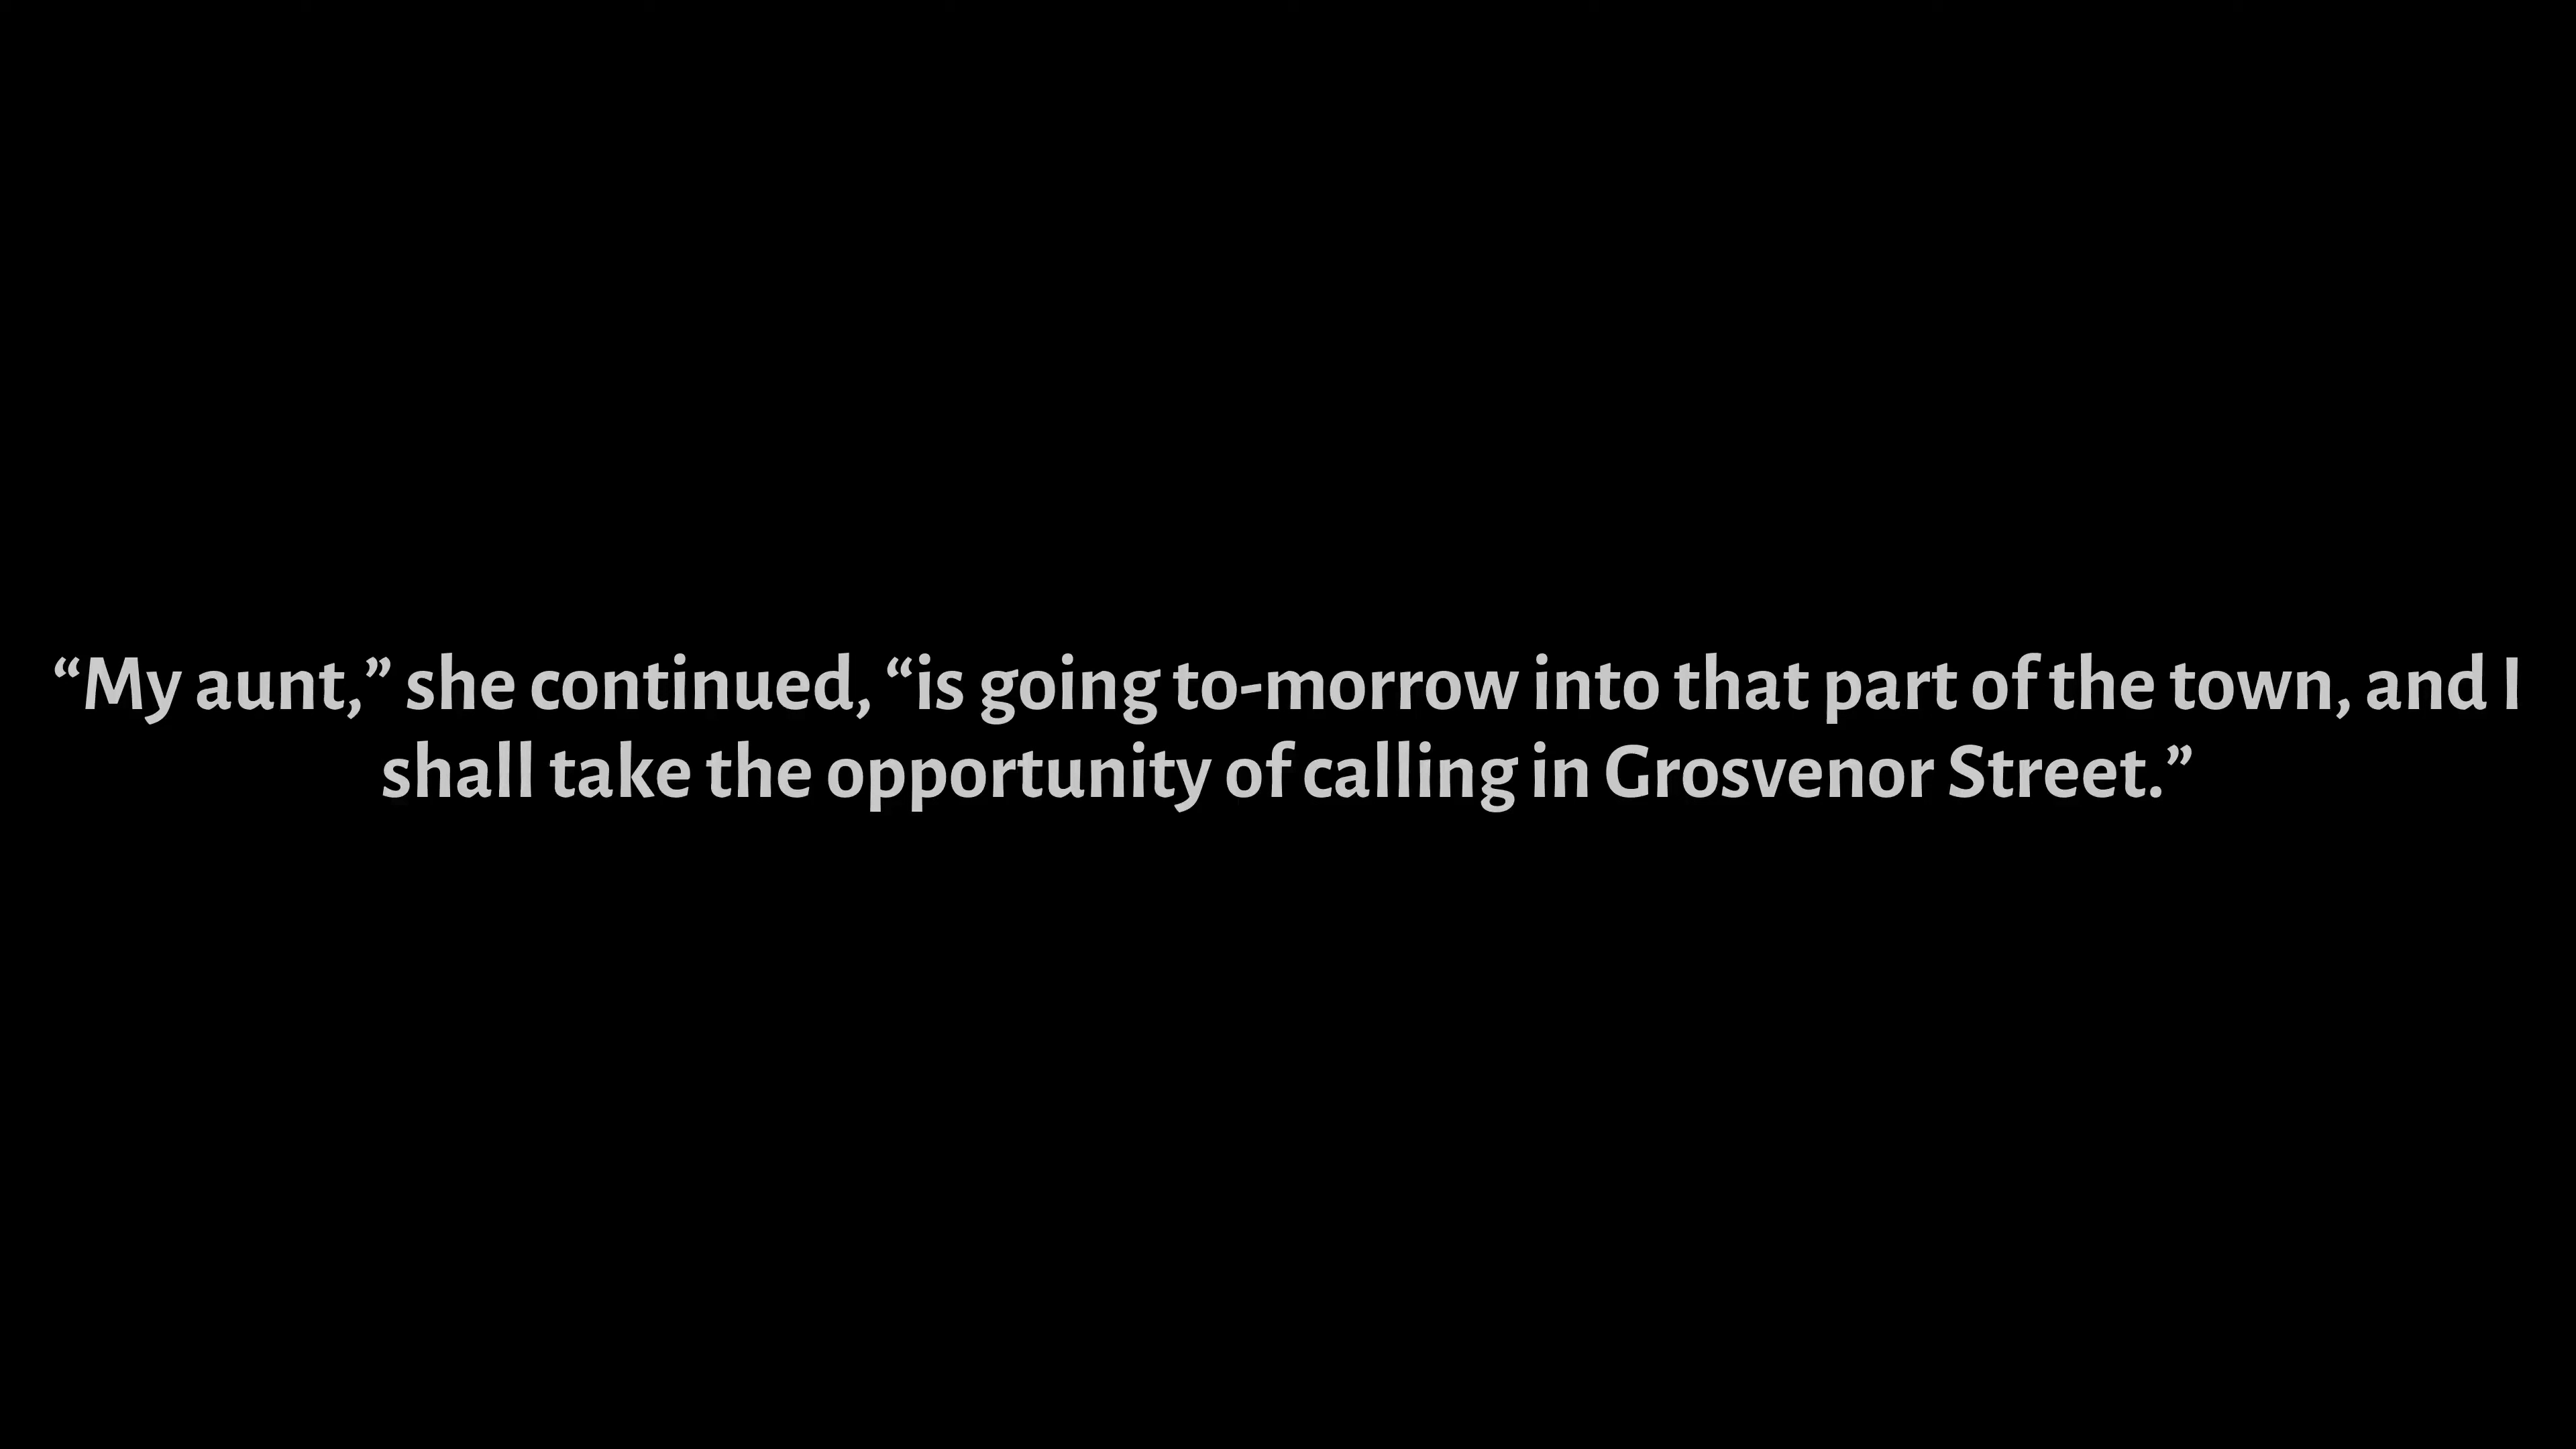 “My aunt,” she continued, “is going to-morrow into that part of the town, and I
shall take the opportunity of calling in Grosvenor Street.”